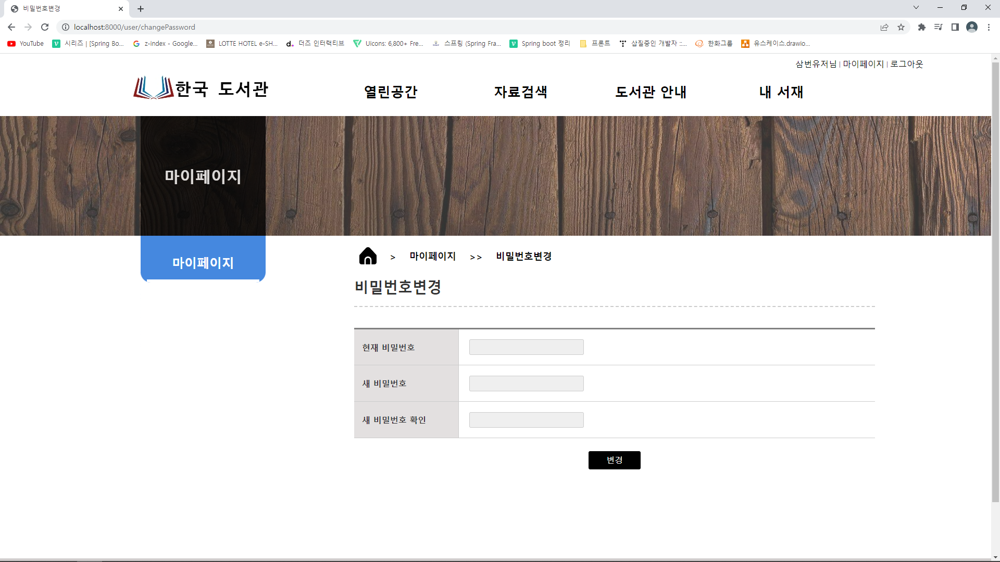 비밀번호변경
localhost:8000/user/changePassword
YouTube
시리즈 | [Spring Bo...
z-index - Google...
LOTTE HOTEL e-SH...
더즈 인터랙티브
Uicons: 6,800+ Fre...
스프링 (Spring Fra...
Spring boot 정리
프론트
삽질중인 개발자 ::...
한화그룹
유스케이스.drawio...
삼번유저님 | 마이페이지 | 로그아웃
한국 도서관
열린공간
자료검색
도서관 안내
내 서재
마이페이지
마이페이지
> 마이페이지 >> 비밀번호변경
비밀번호변경
현재 비밀번호
새 비밀번호
새 비밀번호 확인
변경